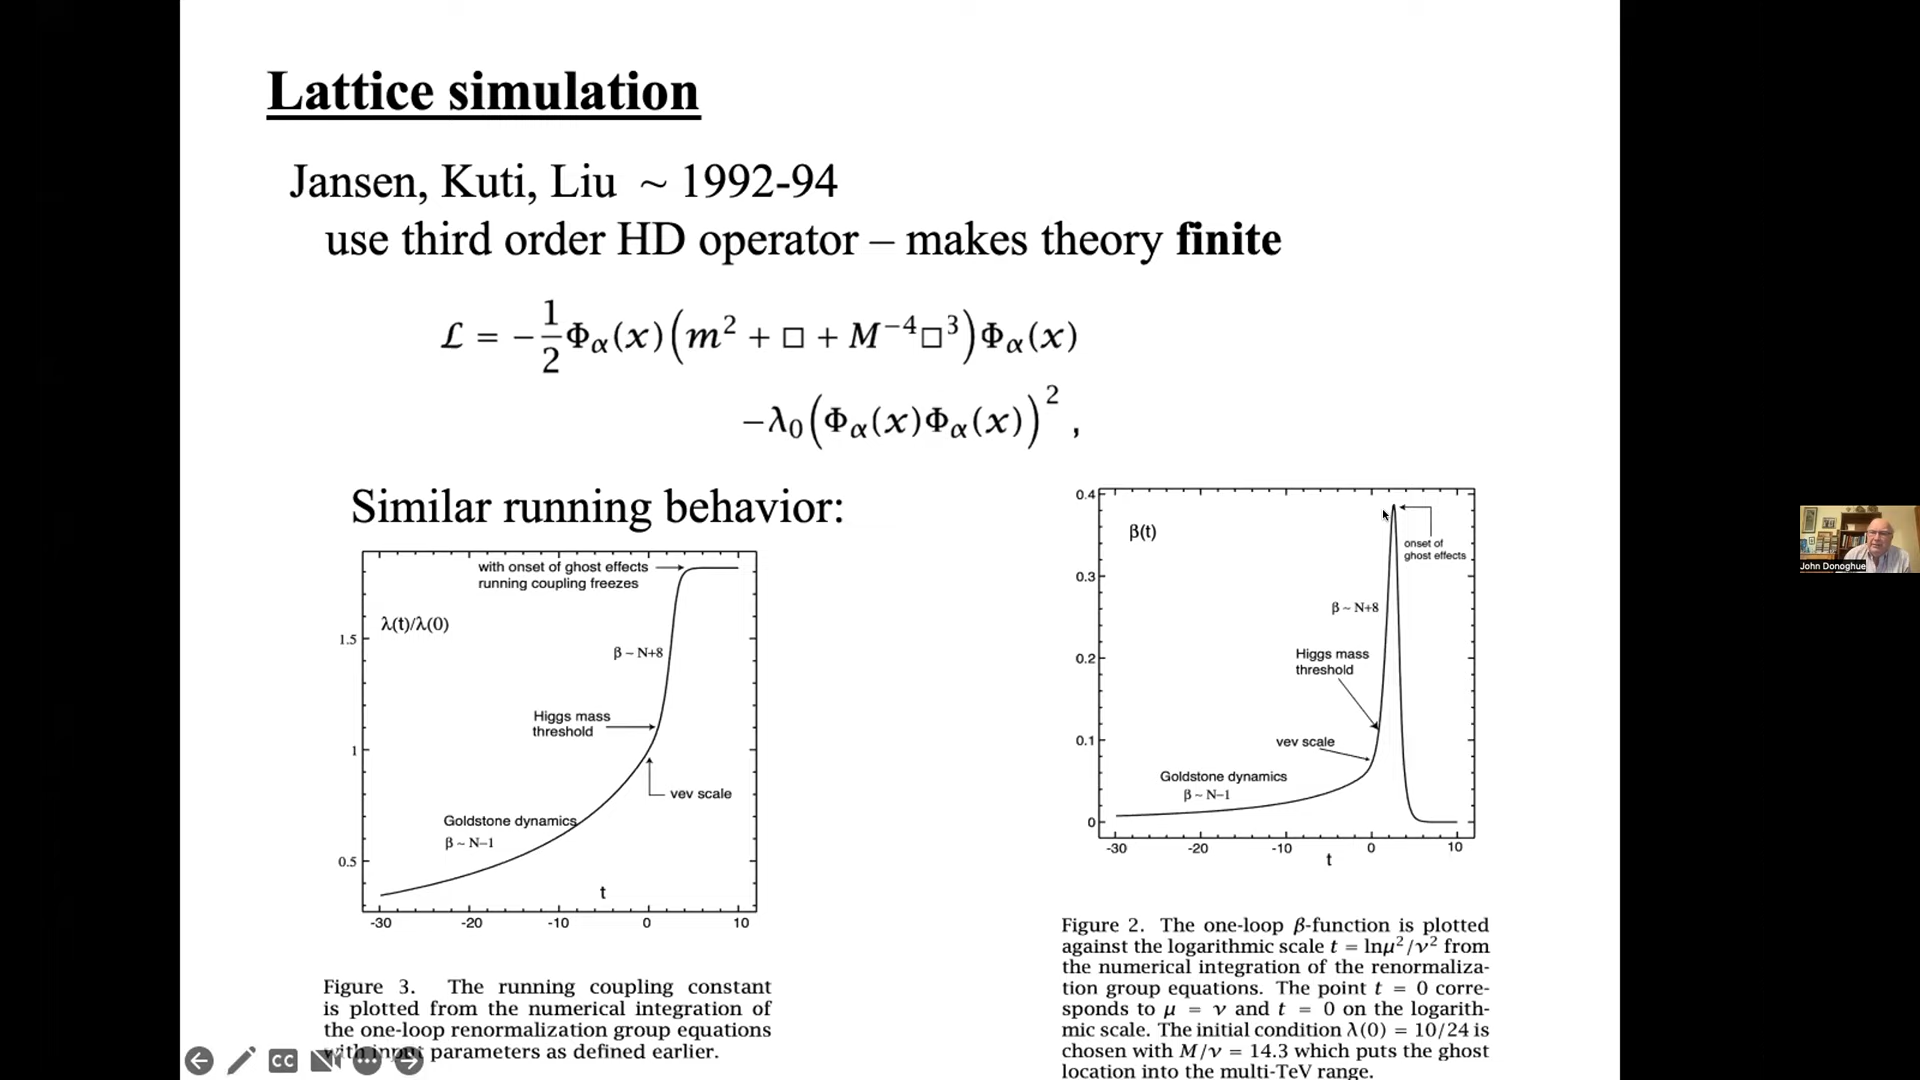 Lattice simulation
Jansen, Kuti, Liu ~ 1992-94
use third order HD operator – makes theory finite
ℒ = −1/2 Φα(x)(m² + □ + M⁻⁴□³)Φα(x)
−λ₀(Φα(x)Φα(x))²,
Similar running behavior:
with onset of ghost effects
running coupling freezes
λ(t)/λ(0)
1.5
β ~ N+8
Higgs mass
threshold
1
vev scale
Goldstone dynamics
β ~ N−1
0.5
t
-30 -20 -10 0 10
Figure 3. The running coupling constant
is plotted from the numerical integration of
the one-loop renormalization group equations
with input parameters as defined earlier.
0.4
β(t)
onset of
ghost effects
0.3
β ~ N+8
Higgs mass
threshold
0.2
0.1
vev scale
Goldstone dynamics
β ~ N−1
0
-30 -20 -10 0 10
t
Figure 2. The one-loop β-function is plotted
against the logarithmic scale t = lnμ²/ν² from
the numerical integration of the renormaliza-
tion group equations. The point t = 0 corre-
sponds to μ = ν and t = 0 on the logarith-
mic scale. The initial condition λ(0) = 10/24 is
chosen with M/ν = 14.3 which puts the ghost
location into the multi-TeV range.
CC
John Donoghue